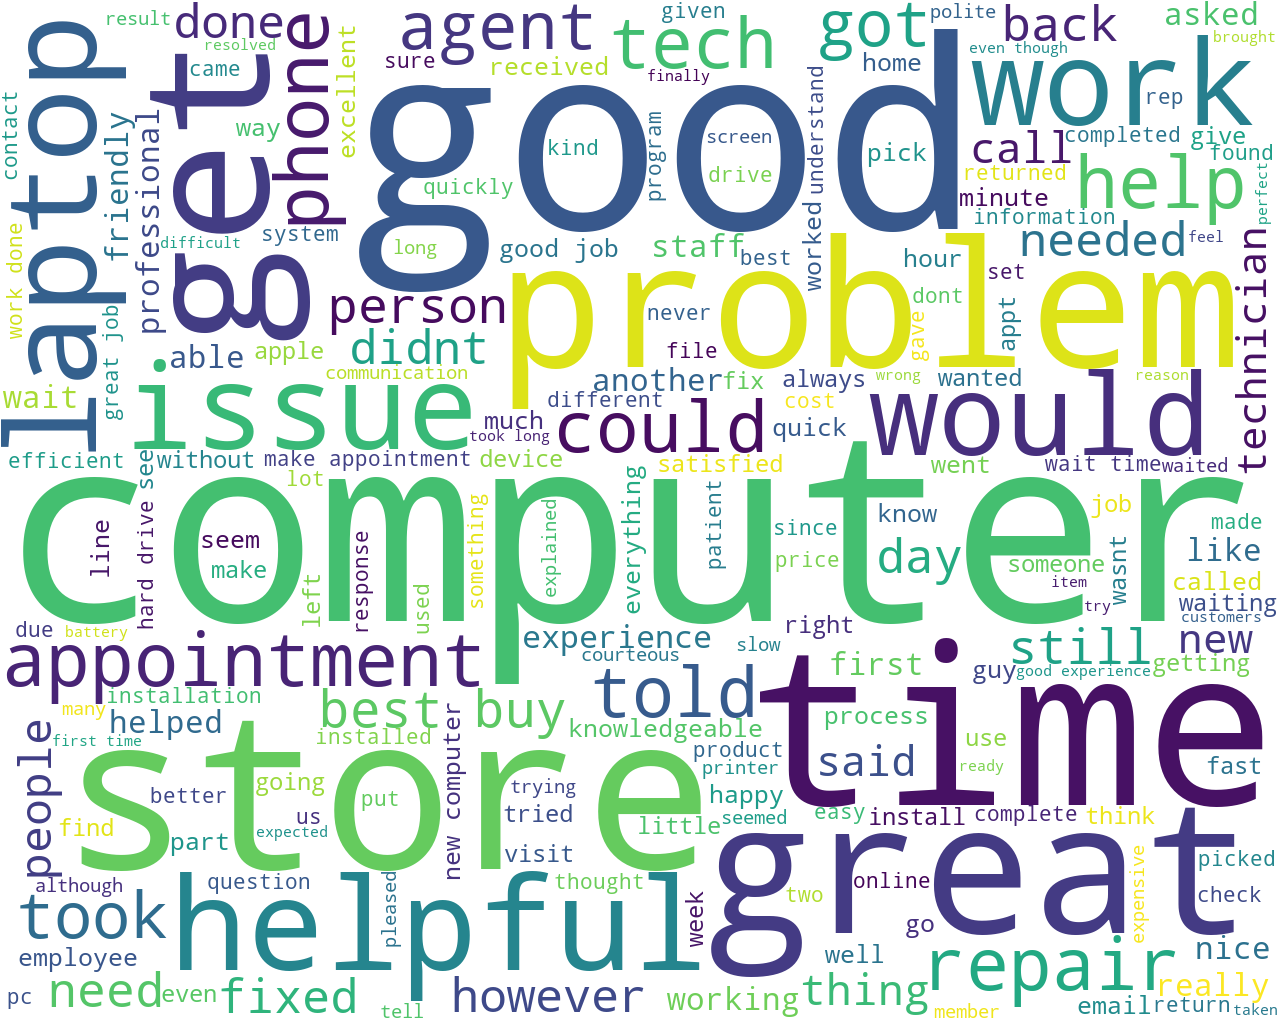 result
done
resolved
came
way
contact
laptop
friendly
professional
get
phone
excellent
sure
agent
received
given
tech
finally
got
home
polite
even though
back
work
rep
asked
brought
completed
give
found
call
returned
minute
help
perfect
information
needed
feel
technician
good
kind
quickly
program
screen
drive
pick
understand
worked
work done
difficult
system
long
good job
staff
best
hour
set
dont
appt
great job
person
never
problem
gave
able
apple
didnt
file
communication
wait
issue
another
fix
always
wrong
wanted
reason
different
cost
much
took long
could
quick
would
efficient
without
make appointment
device
satisfied
went
wait time
waited
see
hard drive
lot
computer
line
seem
make
response
something
explained
everything
patient
since
know
job
made
price
day
someone
wasnt
like
item
called
left
used
try
waiting
customers
due
battery
experience
right
courteous
slow
still
new
appointment
told
first
guy
good experience
getting
installation
many
helped
best buy
installed
knowledgeable
process
time
people
first time
new computer
product
printer
said
use
ready
fast
going
better
store
put
trying
happy
find
us
expected
part
tried
little
seemed
easy
install
complete
think
visit
great
although
question
pleased
thought
week
two
online
expensive
picked
check
took
helpful
go
employee
well
repair
nice
pc
need
even
fixed
tell
however
working
thing
member
email
return
really
taken